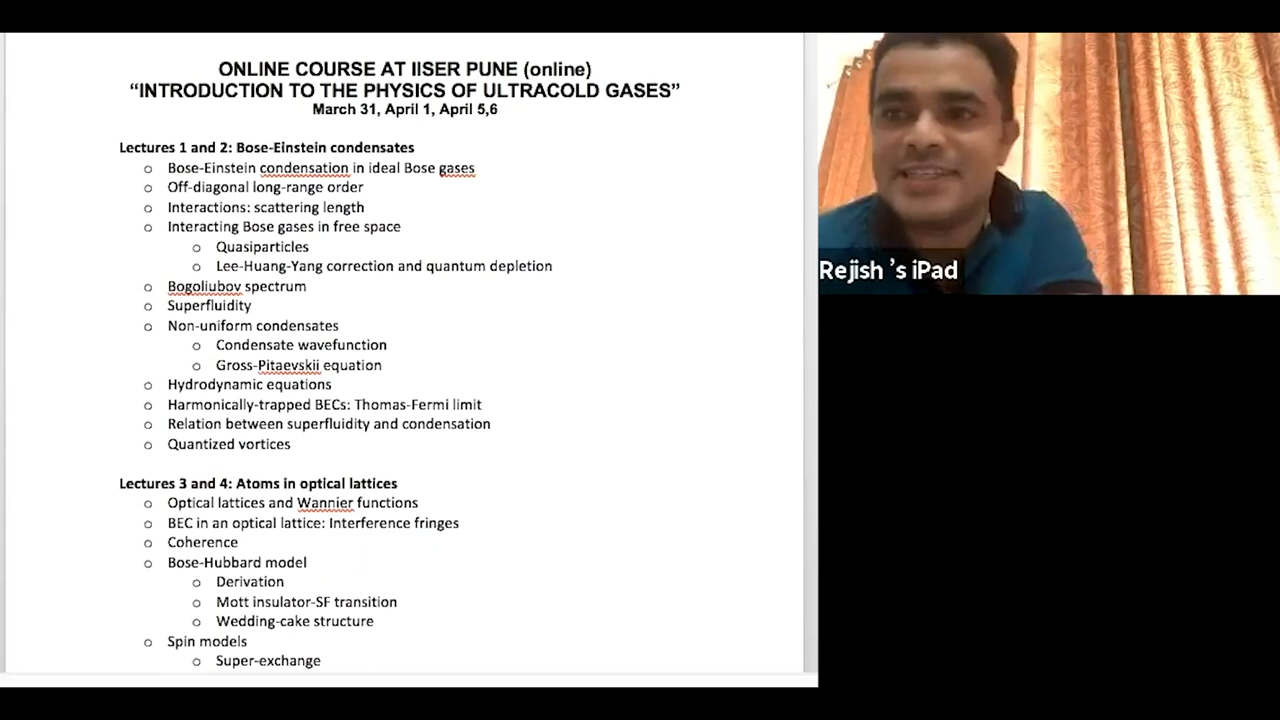 ONLINE COURSE AT IISER PUNE (online)
“INTRODUCTION TO THE PHYSICS OF ULTRACOLD GASES”
March 31, April 1, April 5,6
Lectures 1 and 2: Bose-Einstein condensates
o Bose-Einstein condensation in ideal Bose gases
o Off-diagonal long-range order
o Interactions: scattering length
o Interacting Bose gases in free space
o Quasiparticles
o Lee-Huang-Yang correction and quantum depletion
o Bogoliubov spectrum
o Superfluidity
o Non-uniform condensates
o Condensate wavefunction
o Gross-Pitaevskii equation
o Hydrodynamic equations
o Harmonically-trapped BECs: Thomas-Fermi limit
o Relation between superfluidity and condensation
o Quantized vortices
Lectures 3 and 4: Atoms in optical lattices
o Optical lattices and Wannier functions
o BEC in an optical lattice: Interference fringes
o Coherence
o Bose-Hubbard model
o Derivation
o Mott insulator-SF transition
o Wedding-cake structure
o Spin models
o Super-exchange
Rejish ’s iPad